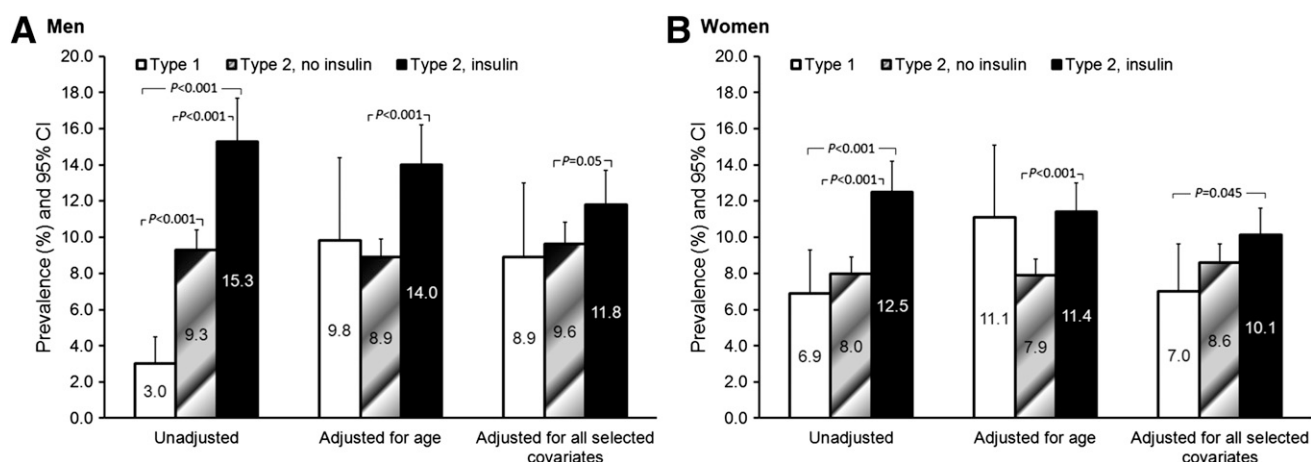 A Men
Prevalence (%) and 95% CI
20.0
18.0
16.0
14.0
12.0
10.0
8.0
6.0
4.0
2.0
0.0
Type 1 Type 2, no insulin Type 2, insulin
P<0.001
P<0.001
P<0.001
3.0
9.3
15.3
P<0.001
9.8
8.9
14.0
P=0.05
8.9
9.6
11.8
Unadjusted Adjusted for age Adjusted for all selected
covariates
B Women
Prevalence (%) and 95% CI
20.0
18.0
16.0
14.0
12.0
10.0
8.0
6.0
4.0
2.0
0.0
Type 1 Type 2, no insulin Type 2, insulin
P<0.001
P<0.001
6.9
8.0
12.5
P<0.001
11.1
7.9
11.4
P=0.045
7.0
8.6
10.1
Unadjusted Adjusted for age Adjusted for all selected
covariates